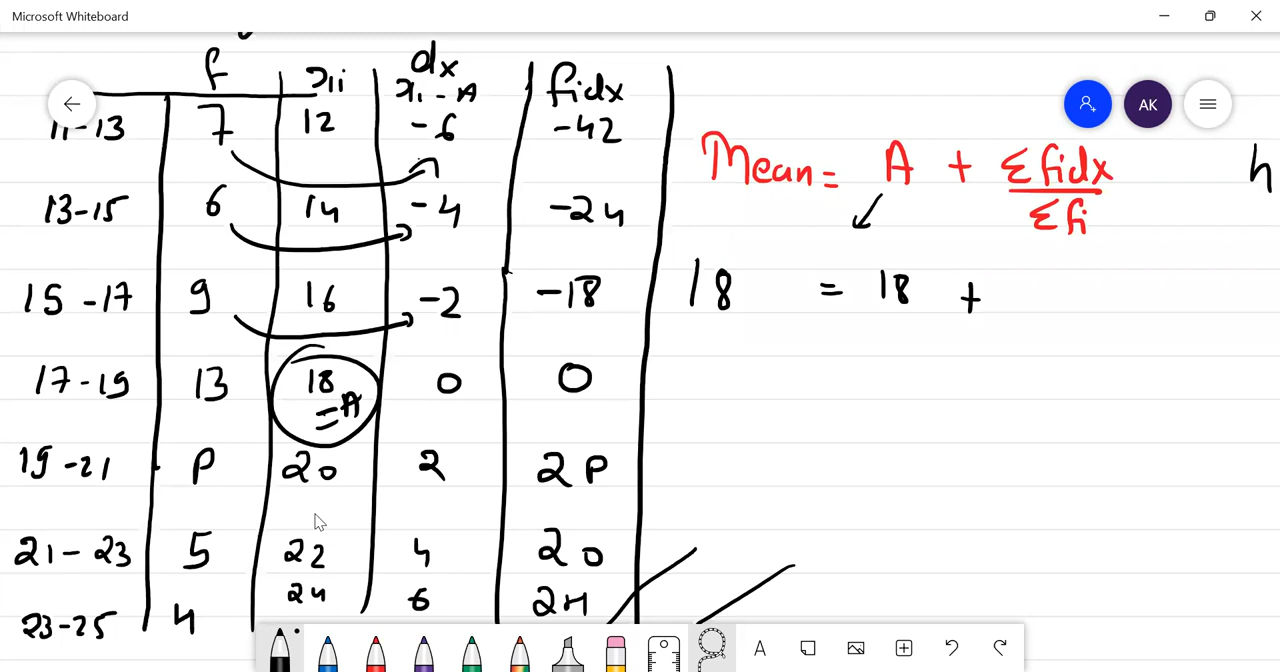 Microsoft Whiteboard
f xi dx xi - A fidx
11-13 7 12 -6 -42
13-15 6 14 -4 -24
15-17 9 16 -2 -18
17-19 13 18 = A 0 0
19-21 P 20 2 2P
21-23 5 22 4 20
23-25 4 24 6 24
AK
Mean = A + Σfidx / Σfi
h
18 = 18 +
A